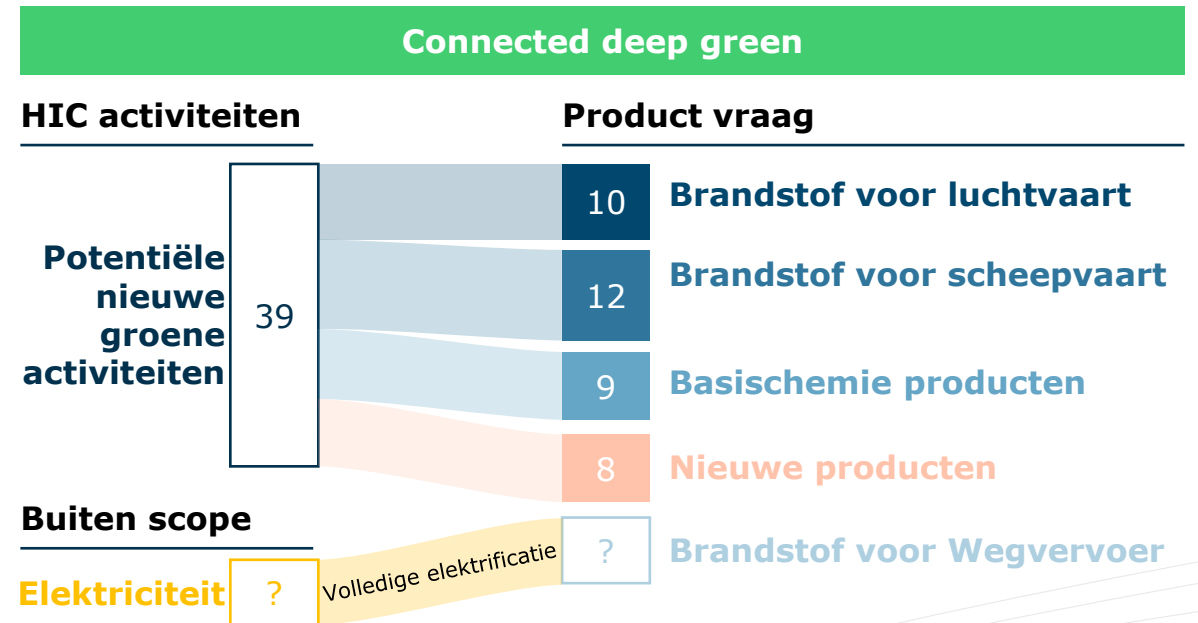 Connected deep green
HIC activiteiten
Product vraag
Potentiële
nieuwe
groene
activiteiten
39
10
Brandstof voor luchtvaart
12
Brandstof voor scheepvaart
9
Basischemie producten
8
Nieuwe producten
Buiten scope
Elektriciteit
?
Volledige elektrificatie
?
Brandstof voor Wegvervoer